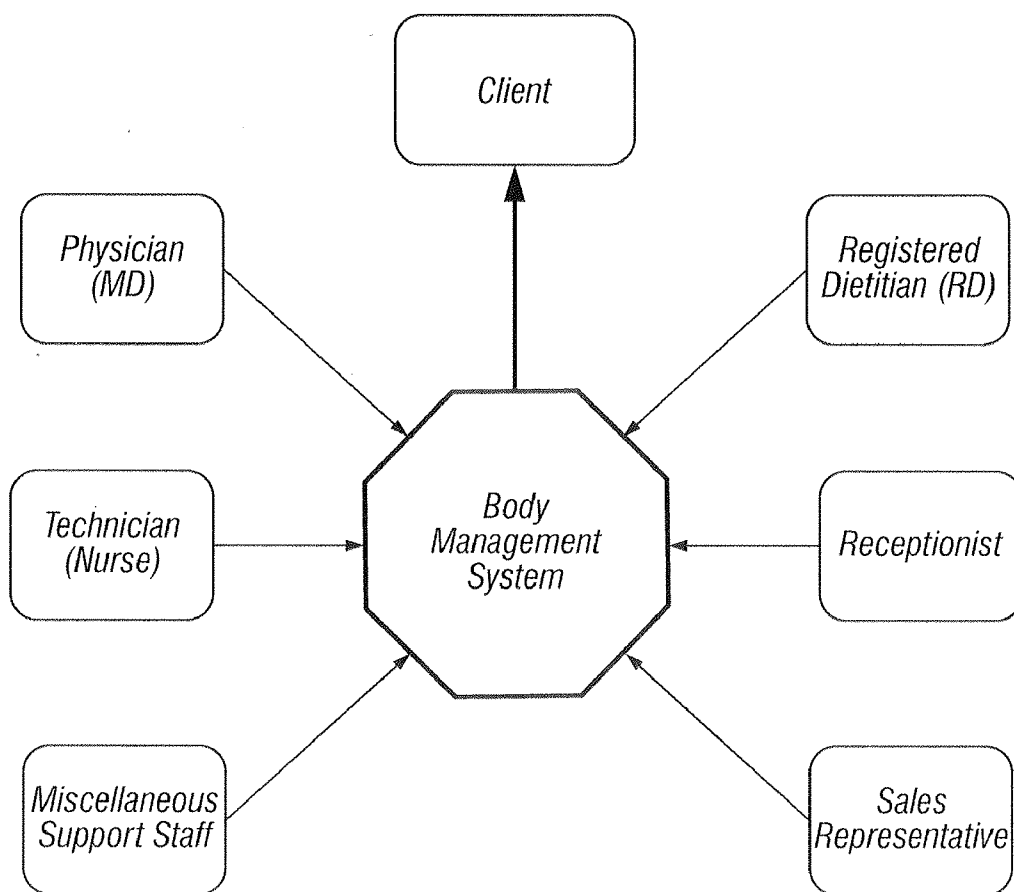 Client
Physician
(MD)
Registered
Dietitian (RD)
Technician
(Nurse)
Body
Management
System
Receptionist
Miscellaneous
Support Staff
Sales
Representative